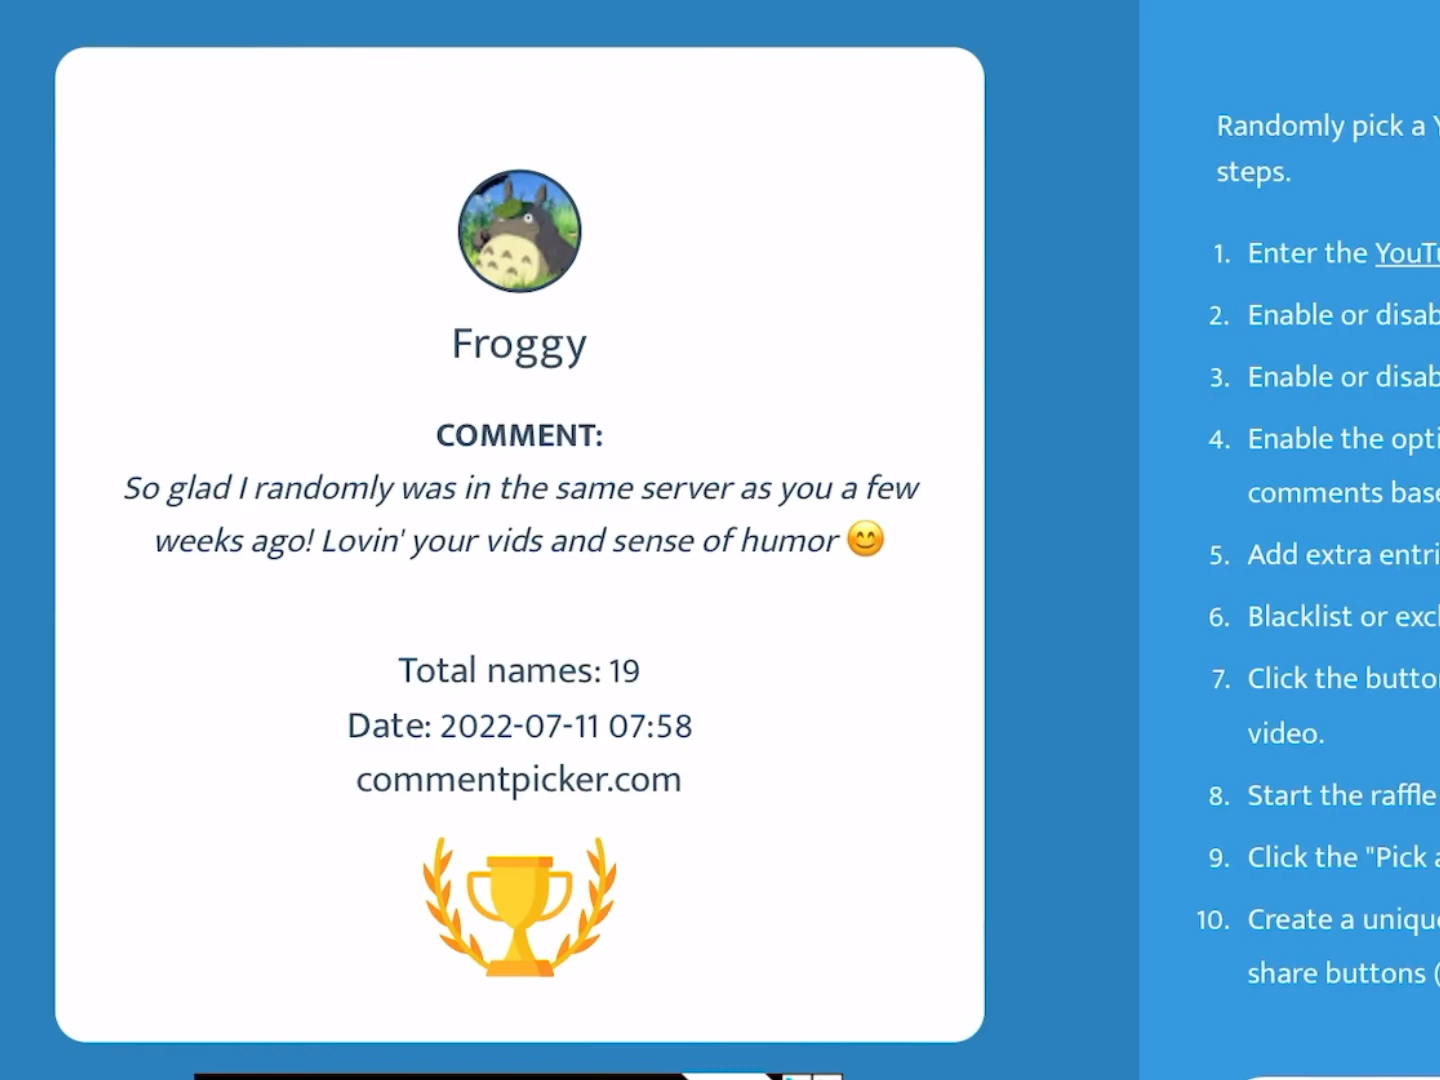 Froggy
COMMENT:
So glad I randomly was in the same server as you a few
weeks ago! Lovin' your vids and sense of humor 😊
Total names: 19
Date: 2022-07-11 07:58
commentpicker.com
Randomly pick a
steps.
1. Enter the
2. Enable or
3. Enable or
4. Enable the
comments
5. Add extra
6. Blacklist or
7. Click the
video.
8. Start the raffle
9. Click the "Pick
10. Create a
share buttons (